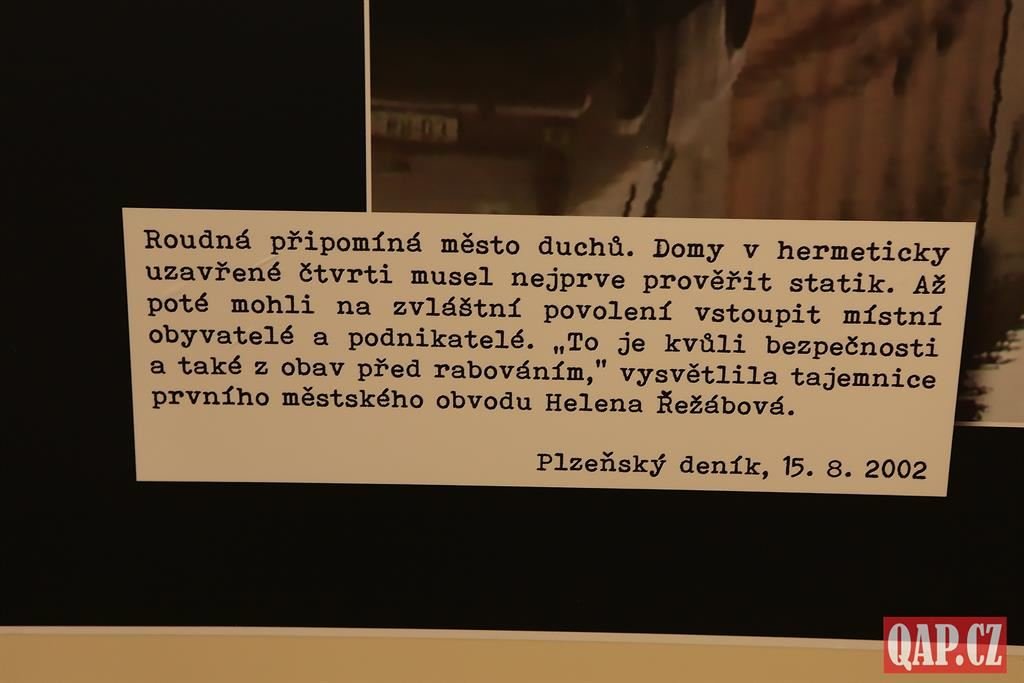 Roudná připomíná město duchů. Domy v hermeticky
uzavřené čtvrti musel nejprve prověřit statik. Až
poté mohli na zvláštní povolení vstoupit místní
obyvatelé a podnikatelé. „To je kvůli bezpečnosti
a také z obav před rabováním," vysvětlila tajemnice
prvního městského obvodu Helena Řežábová.
Plzeňský deník, 15. 8. 2002
QAP.CZ